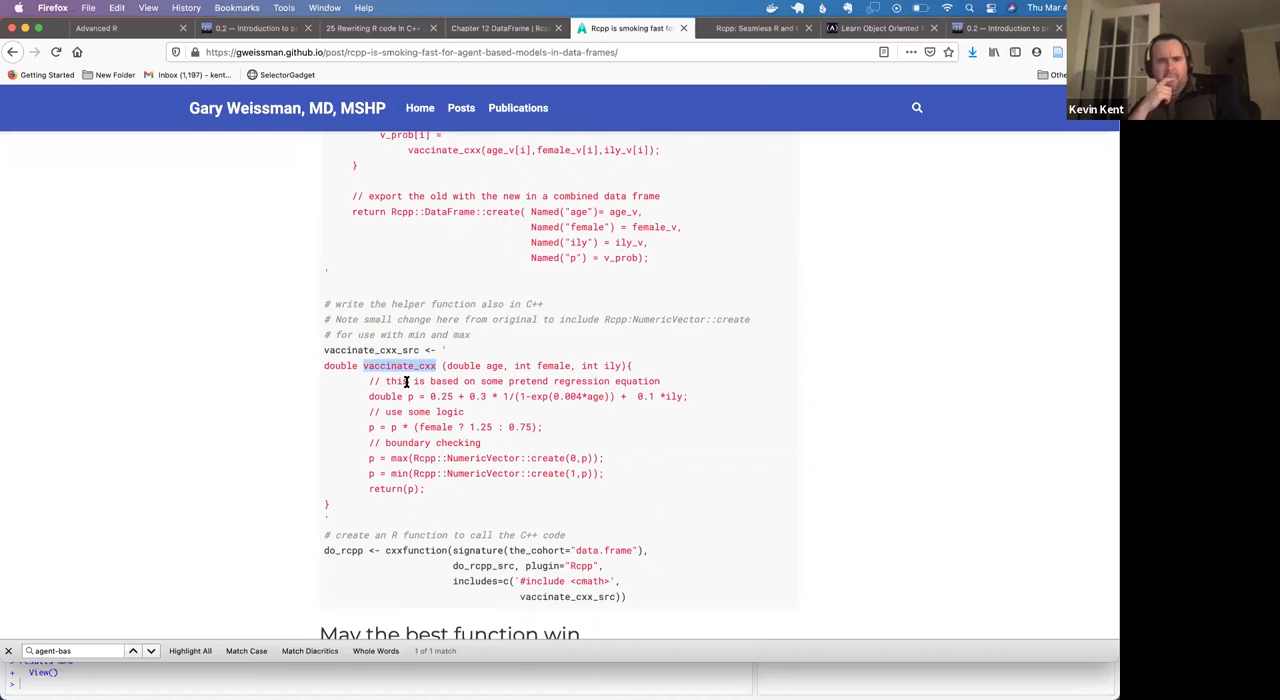 Firefox File Edit View History Bookmarks Tools Window Help Thu Mar 4
Advanced R
0.2 — Introduction to p
25 Rewriting R code in C++
Chapter 12 DataFrame | Rcp
Rcpp is smoking fast fo
Rcpp: Seamless R and
Learn Object Oriented
0.2 — Introduction to p
https://gweissman.github.io/post/rcpp-is-smoking-fast-for-agent-based-models-in-data-frames/
Getting Started New Folder Inbox (1,197) - kent... SelectorGadget Othe
Kevin Kent
Gary Weissman, MD, MSHP Home Posts Publications
v_prob[i] =
vaccinate_cxx(age_v[i],female_v[i],ily_v[i]);
}
// export the old with the new in a combined data frame
return Rcpp::DataFrame::create( Named("age")= age_v,
Named("female") = female_v,
Named("ily") = ily_v,
Named("p") = v_prob);
'
# write the helper function also in C++
# Note small change here from original to include Rcpp:NumericVector::create
# for use with min and max
vaccinate_cxx_src <- '
double vaccinate_cxx (double age, int female, int ily){
// this is based on some pretend regression equation
double p = 0.25 + 0.3 * 1/(1-exp(0.004*age)) + 0.1 *ily;
// use some logic
p = p * (female ? 1.25 : 0.75);
// boundary checking
p = max(Rcpp::NumericVector::create(0,p));
p = min(Rcpp::NumericVector::create(1,p));
return(p);
}
'
# create an R function to call the C++ code
do_rcpp <- cxxfunction(signature(the_cohort="data.frame"),
do_rcpp_src, plugin="Rcpp",
includes=c('#include <cmath>',
vaccinate_cxx_src))
May the best function win
agent-bas Highlight All Match Case Match Diacritics Whole Words 1 of 1 match
+ View()
>